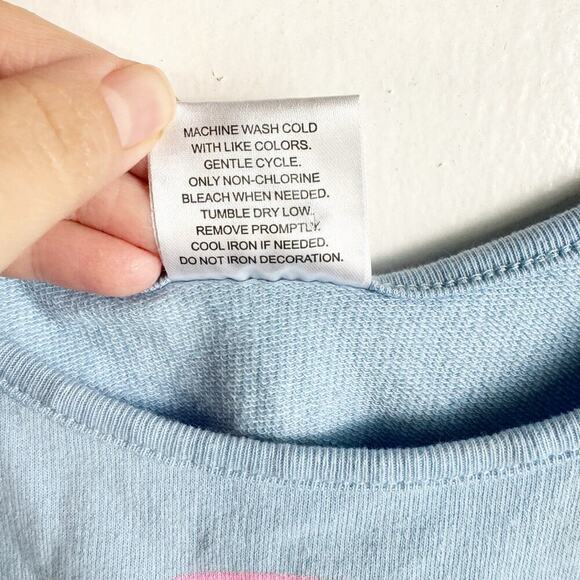 MACHINE WASH COLD
WITH LIKE COLORS.
GENTLE CYCLE.
ONLY NON-CHLORINE
BLEACH WHEN NEEDED.
TUMBLE DRY LOW.
REMOVE PROMPTLY.
COOL IRON IF NEEDED.
DO NOT IRON DECORATION.